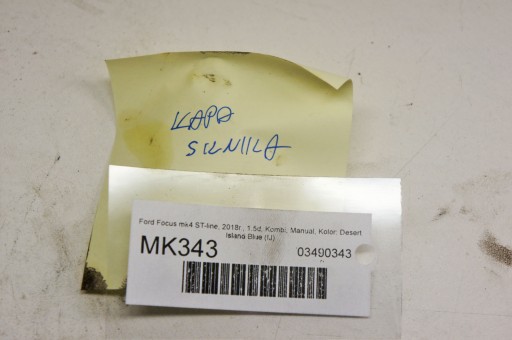 KAPA
SILNIKA
Ford Focus mk4 ST-line, 2018r., 1.5d, Kombi, Manual, Kolor: Desert
Island Blue (IJ)
MK343
03490343